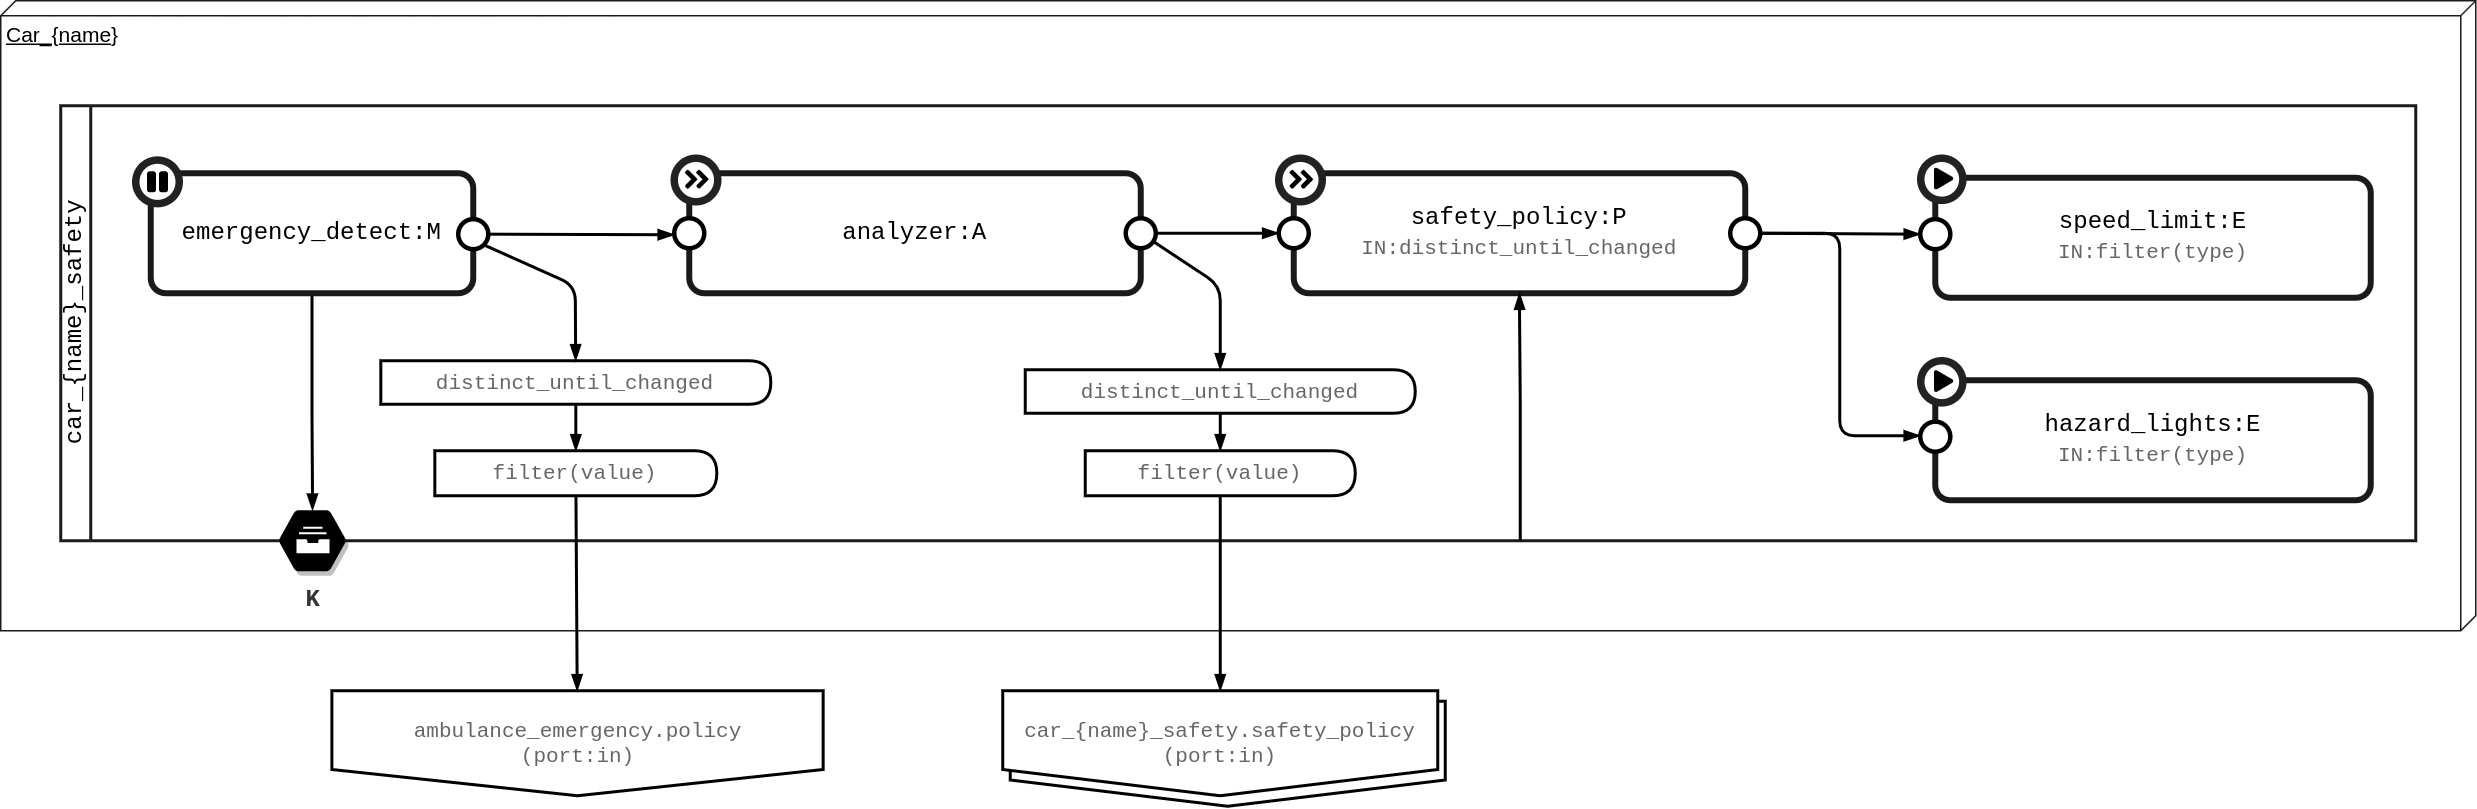 Car_{name}
car_{name}_safety
emergency_detect:M
analyzer:A
safety_policy:P
IN:distinct_until_changed
speed_limit:E
IN:filter(type)
hazard_lights:E
IN:filter(type)
distinct_until_changed
filter(value)
distinct_until_changed
filter(value)
K
ambulance_emergency.policy
(port:in)
car_{name}_safety.safety_policy
(port:in)